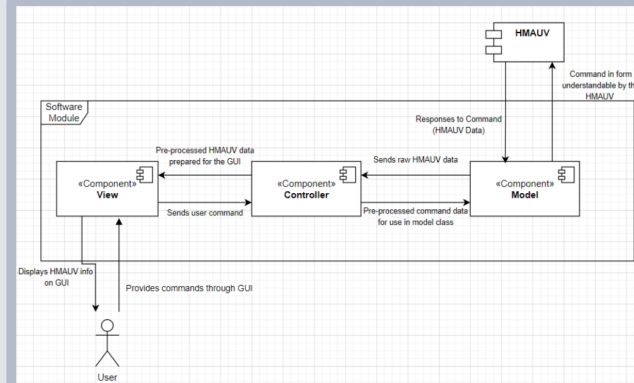 HMAUV
Command in form
understandable by the
HMAUV
Software
Module
Responses to Command
(HMAUV Data)
Pre-processed HMAUV data
prepared for the GUI
Sends raw HMAUV data
«Component»
View
«Component»
Controller
«Component»
Model
Sends user command
Pre-processed command data
for use in model class
Displays HMAUV info
on GUI
Provides commands through GUI
User